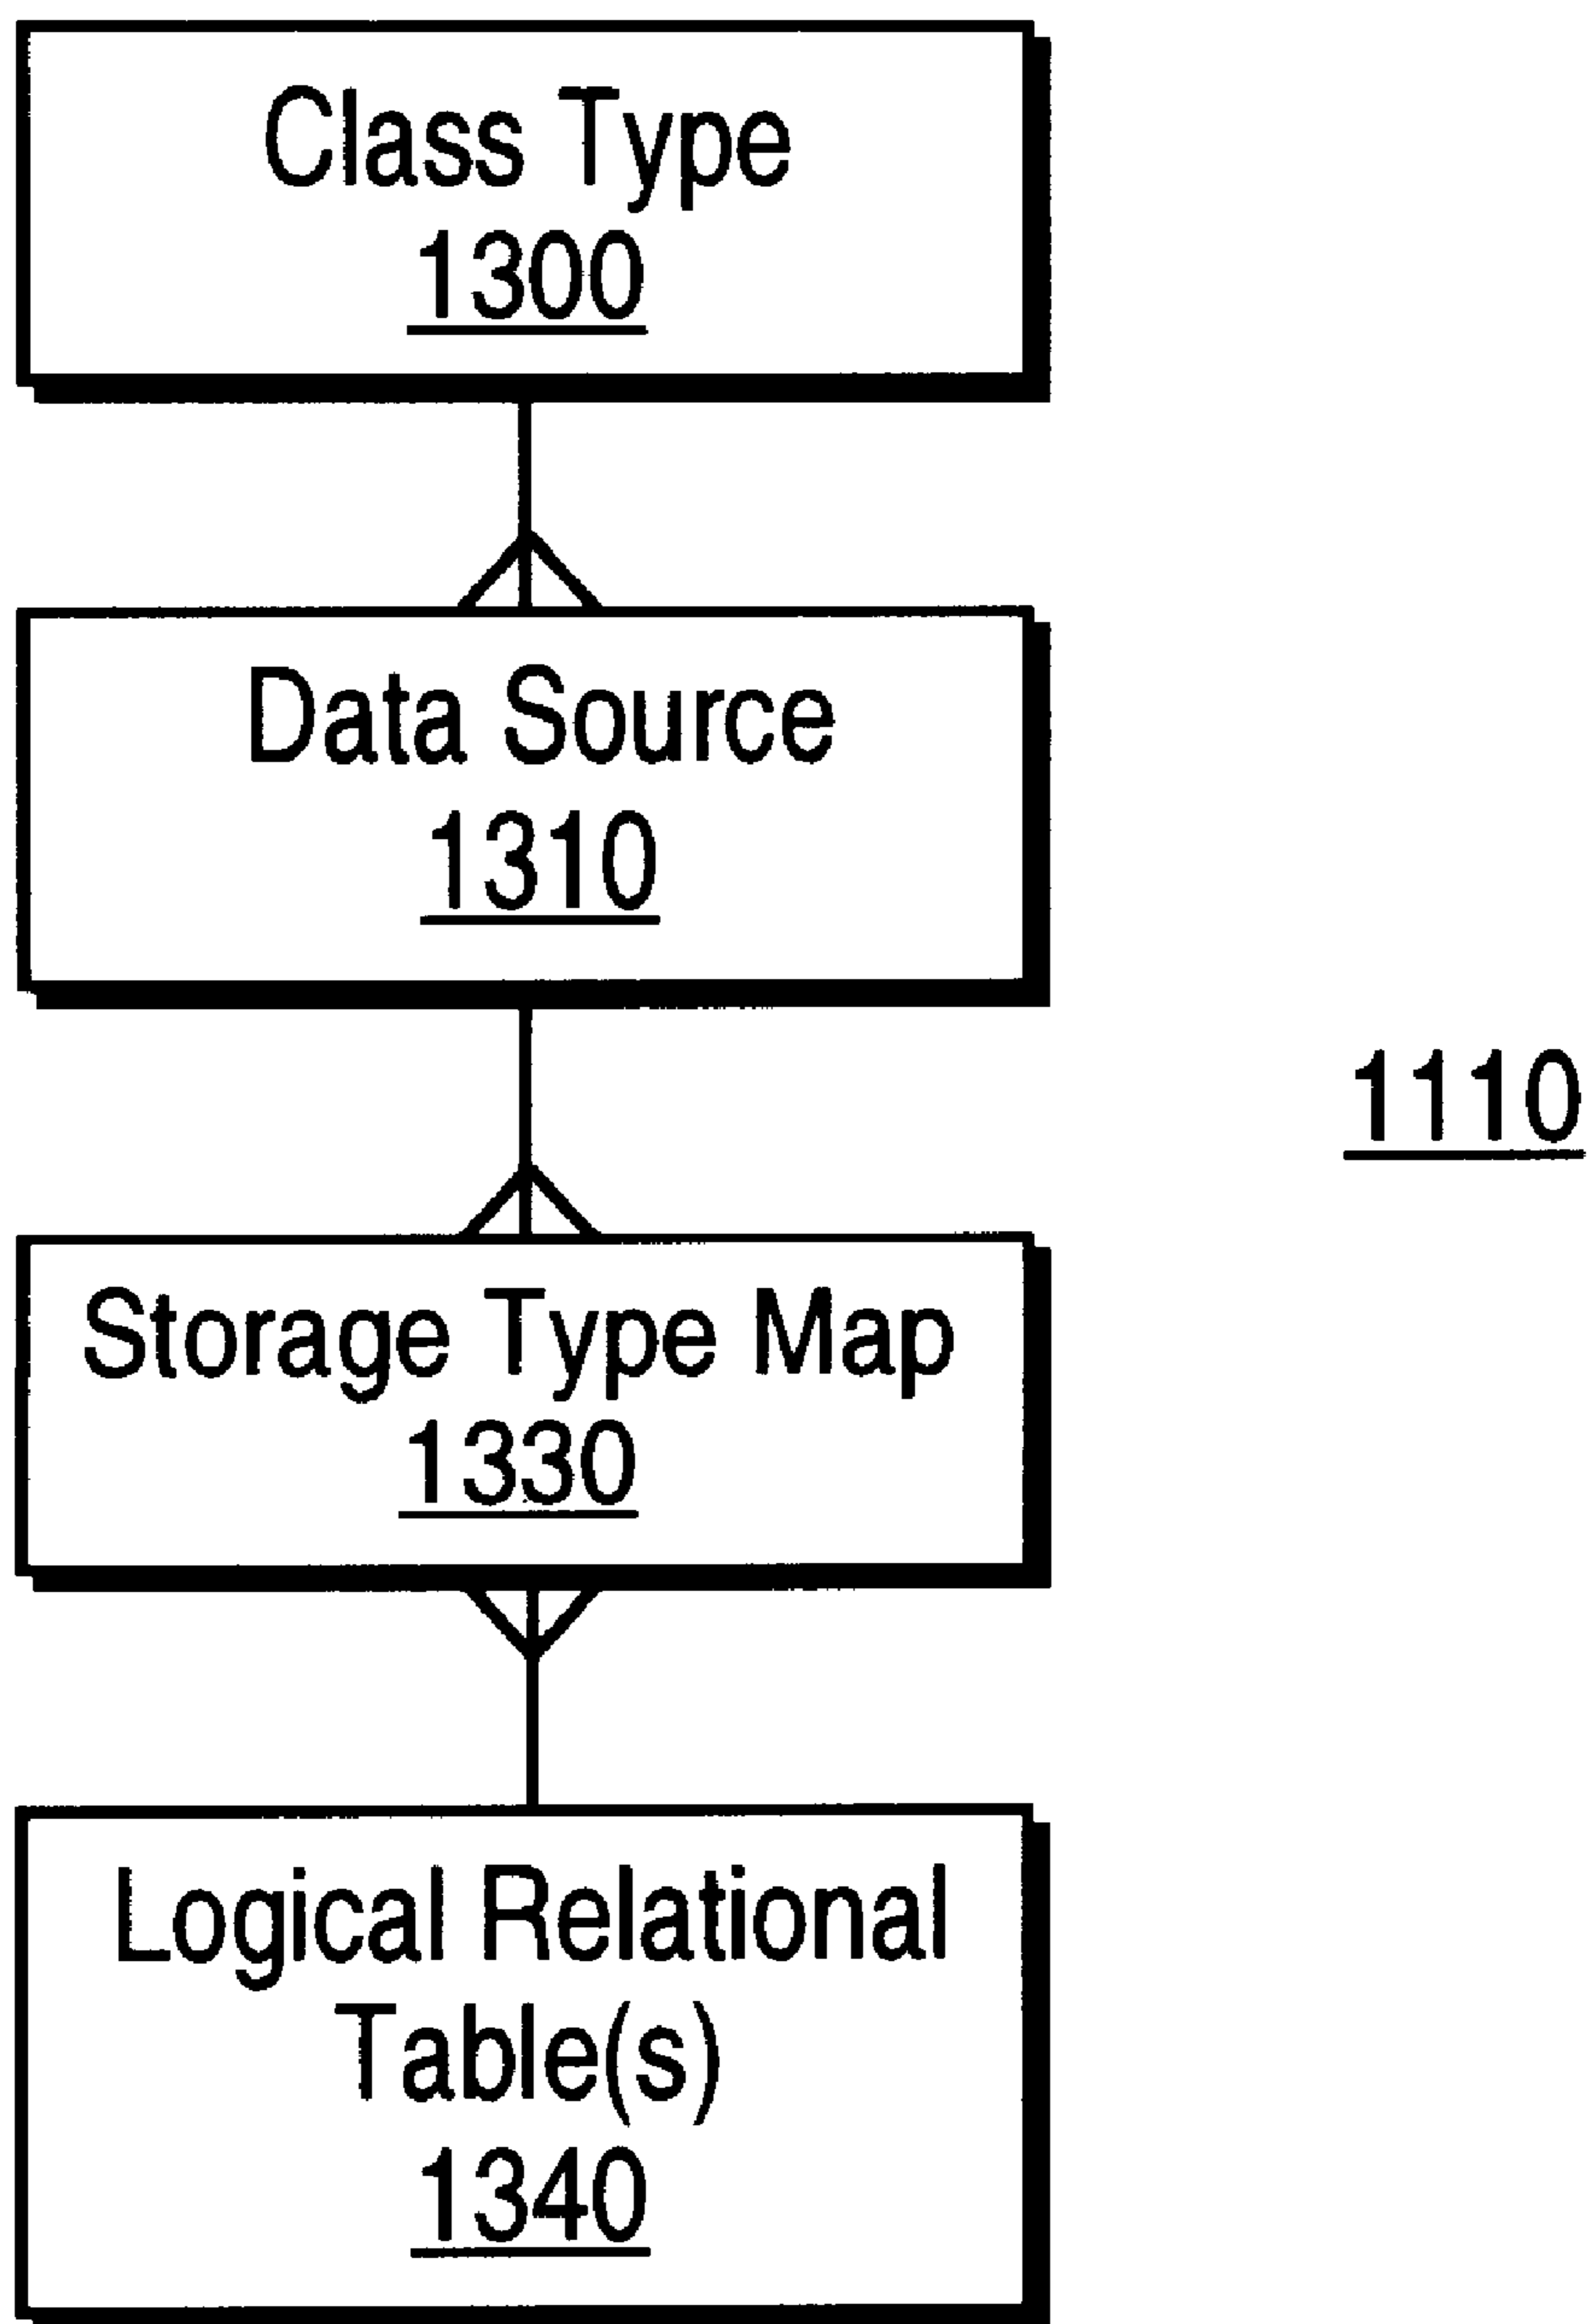 Class Type
1300
Data Source
1310
1110
Storage Type Map
1330
Logical Relational
Table(s)
1340